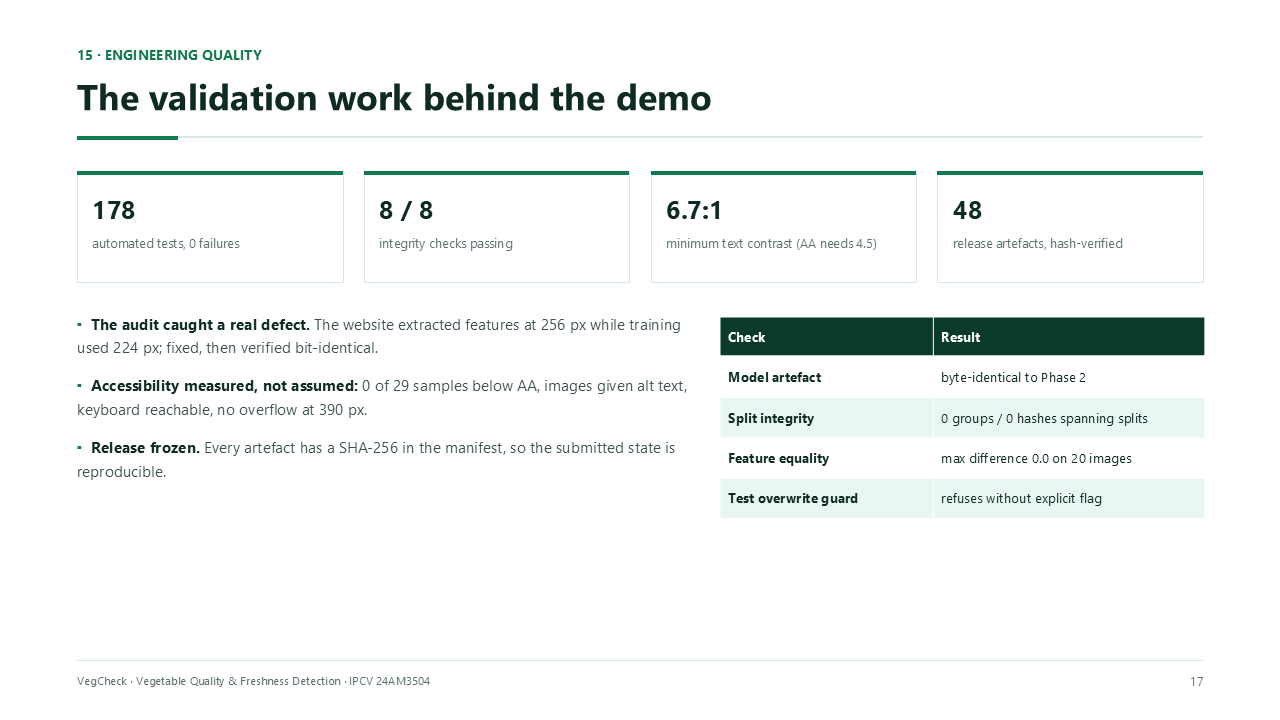 15 · ENGINEERING QUALITY
The validation work behind the demo
178
automated tests, 0 failures
8 / 8
integrity checks passing
6.7:1
minimum text contrast (AA needs 4.5)
48
release artefacts, hash-verified
▪ The audit caught a real defect. The website extracted features at 256 px while training
used 224 px; fixed, then verified bit-identical.
▪ Accessibility measured, not assumed: 0 of 29 samples below AA, images given alt text,
keyboard reachable, no overflow at 390 px.
▪ Release frozen. Every artefact has a SHA-256 in the manifest, so the submitted state is
reproducible.
Check Result
Model artefact byte-identical to Phase 2
Split integrity 0 groups / 0 hashes spanning splits
Feature equality max difference 0.0 on 20 images
Test overwrite guard refuses without explicit flag
VegCheck · Vegetable Quality & Freshness Detection · IPCV 24AM3504
17